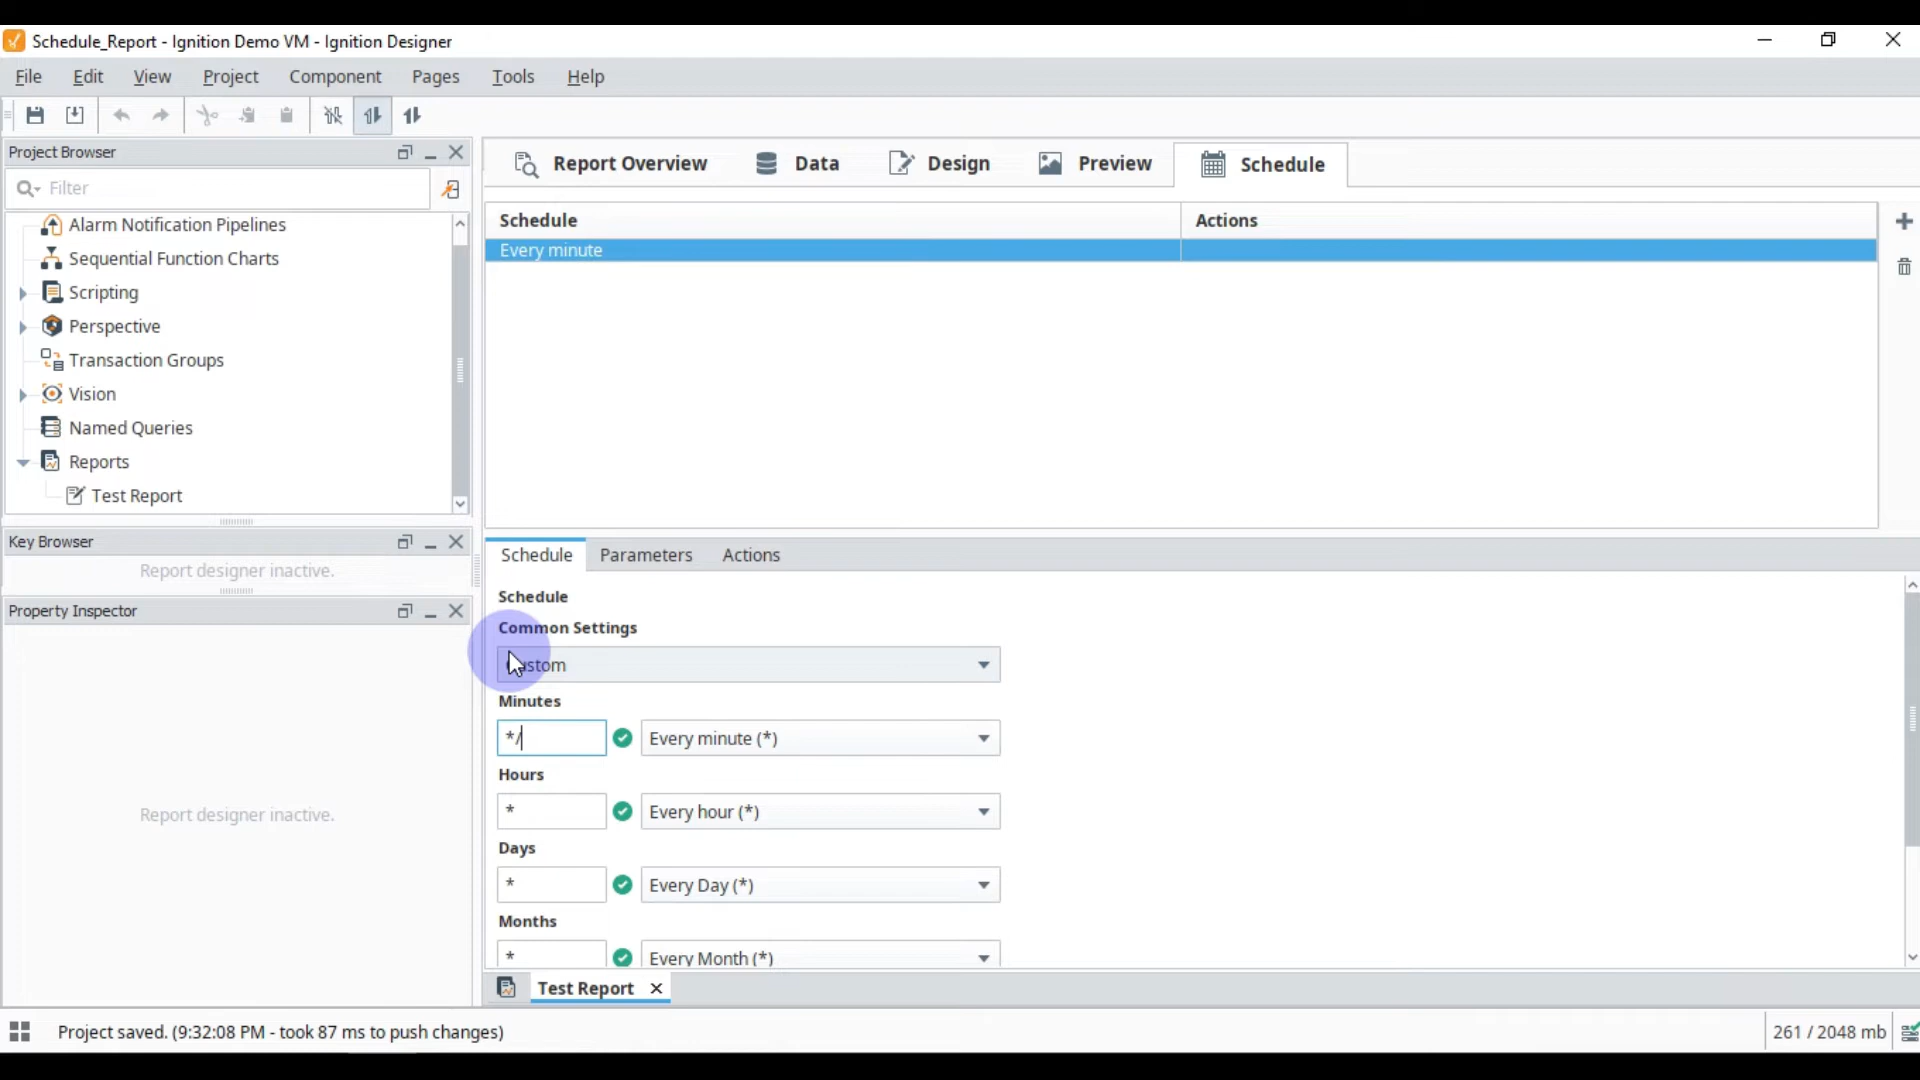 Schedule_Report - Ignition Demo VM - Ignition Designer
File Edit View Project Component Pages Tools Help
Project Browser
Filter
Alarm Notification Pipelines
Sequential Function Charts
Scripting
Perspective
Transaction Groups
Vision
Named Queries
Reports
Test Report
Key Browser
Report designer inactive.
Property Inspector
Report designer inactive.
Report Overview Data Design Preview Schedule
Schedule Actions
Every minute
Schedule Parameters Actions
Schedule
Common Settings
Custom
Minutes
*/ Every minute (*)
Hours
* Every hour (*)
Days
* Every Day (*)
Months
* Every Month (*)
Test Report
Project saved. (9:32:08 PM - took 87 ms to push changes)
261 / 2048 mb